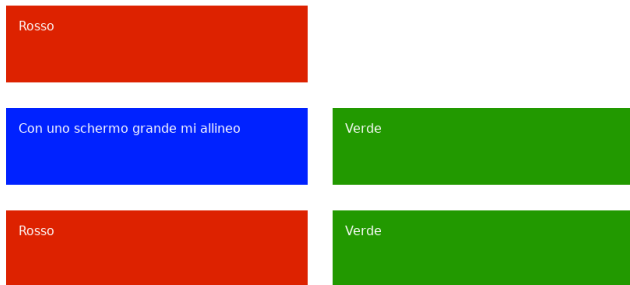 Rosso
Con uno schermo grande mi allineo
Verde
Rosso
Verde